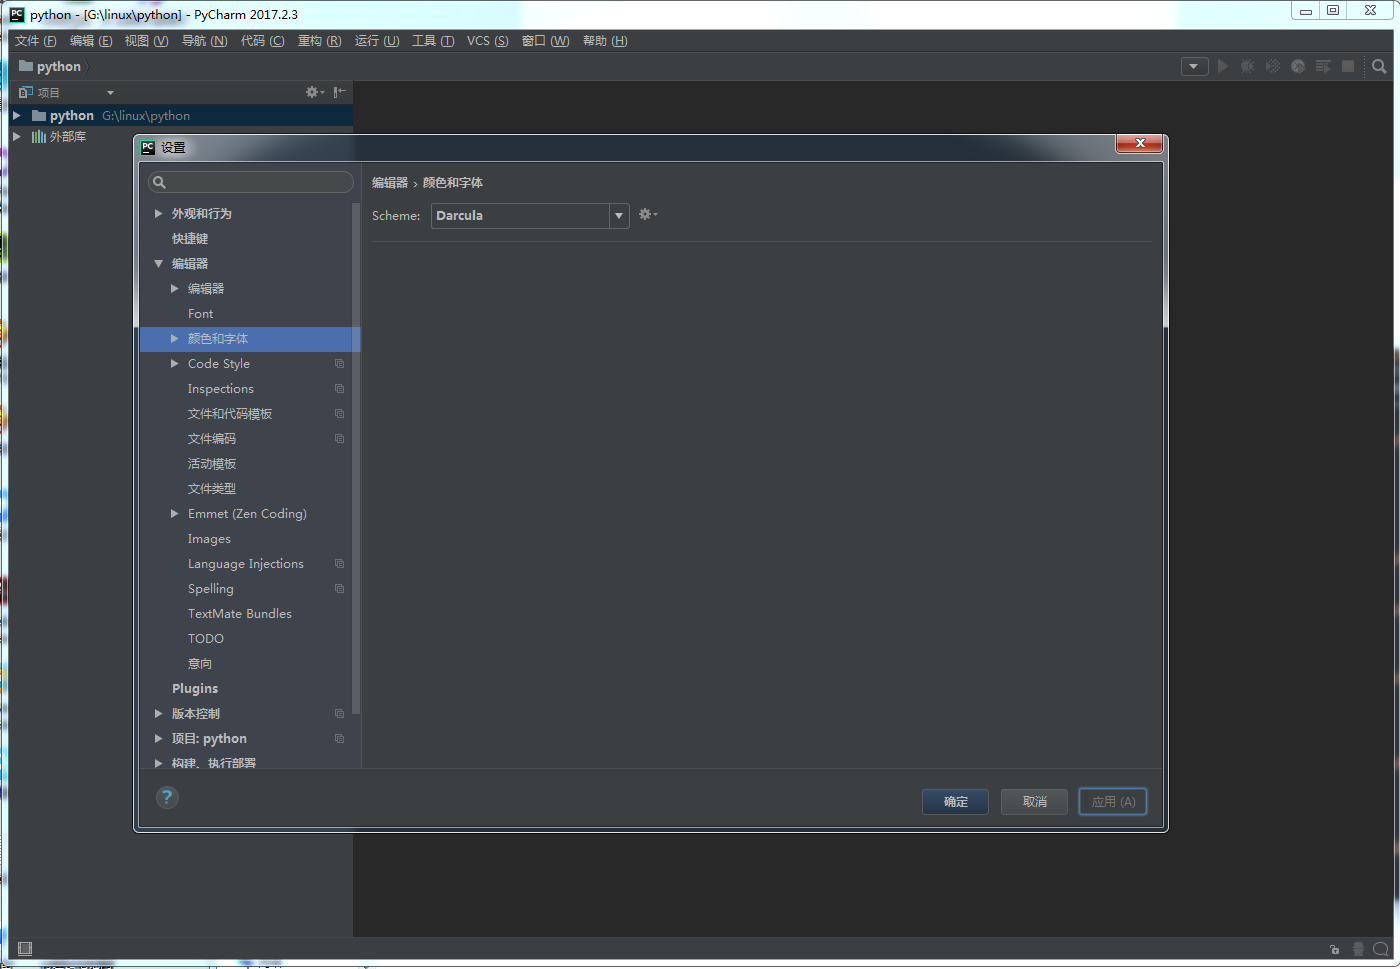 python - [G:\linux\python] - PyCharm 2017.2.3
文件 (F) 编辑 (E) 视图 (V) 导航 (N) 代码 (C) 重构 (R) 运行 (U) 工具 (T) VCS (S) 窗口 (W) 帮助 (H)
python
项目
python G:\linux\python
外部库
设置
外观和行为
快捷键
编辑器
编辑器
Font
颜色和字体
Code Style
Inspections
文件和代码模板
文件编码
活动模板
文件类型
Emmet (Zen Coding)
Images
Language Injections
Spelling
TextMate Bundles
TODO
意向
Plugins
版本控制
项目: python
构建、执行部署
编辑器 › 颜色和字体
Scheme: Darcula
?
确定 取消 应用 (A)